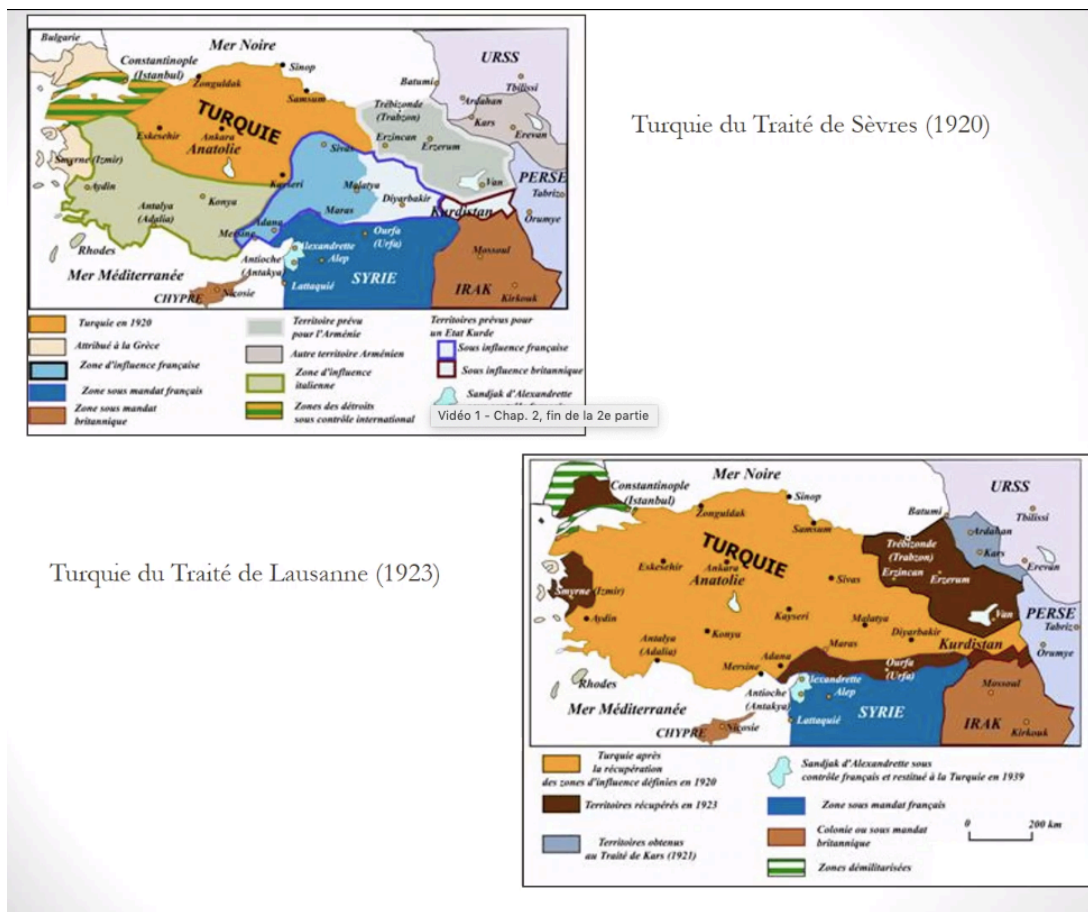 Bulgarie
Mer Noire
URSS
Constantinople
(Istanbul)
Zonguldak
Sinop
Samsum
Batumi
Tbilissi
Ardahan
Kars
Erevan
Trébizonde
(Trabzon)
Erzincan
Erzerum
TURQUIE
Eskesehir
Ankara
Anatolie
Sivas
Smyrne (Izmir)
Kayseri
Malatya
Van
PERSE
Tabriz
Aydin
Konya
Diyarbakir
Kurdistan
Orumye
Antalya
(Adalia)
Maras
Adana
Mersine
Ourfa
(Urfa)
Rhodes
Alexandrette
Mossoul
Antioche
(Antakya)
Alep
Mer Méditerranée
SYRIE
Lattaquié
IRAK
Kirkouk
CHYPRE
Nicosie
Turquie en 1920
Attribué à la Grèce
Zone d'influence française
Zone sous mandat français
Zone sous mandat
britannique
Territoire prévu
pour l'Arménie
Autre territoire Arménien
Zone d'influence
italienne
Zones des détroits
sous contrôle international
Territoires prévus pour
un Etat Kurde
Sous influence française
Sous influence britannique
Sandjak d'Alexandrette
Vidéo 1 - Chap. 2, fin de la 2e partie
Turquie du Traité de Sèvres (1920)
Turquie du Traité de Lausanne (1923)
Mer Noire
URSS
Constantinople
(Istanbul)
Zonguldak
Sinop
Samsum
Batumi
Tbilissi
Ardahan
Kars
Erevan
Trébizonde
(Trabzon)
Erzincan
Erzerum
TURQUIE
Eskesehir
Ankara
Anatolie
Sivas
Smyrne (Izmir)
Kayseri
Malatya
Van
PERSE
Tabriz
Aydin
Konya
Diyarbakir
Kurdistan
Orumye
Antalya
(Adalia)
Maras
Adana
Mersine
Ourfa
(Urfa)
Rhodes
Alexandrette
Mossoul
Antioche
(Antakya)
Alep
Mer Méditerranée
SYRIE
Lattaquié
IRAK
Kirkouk
CHYPRE
Nicosie
Turquie après
la récupération
des zones d'influence définies en 1920
Territoires récupérés en 1923
Territoires obtenus
au Traité de Kars (1921)
Sandjak d'Alexandrette sous
contrôle français et restitué à la Turquie en 1939
Zone sous mandat français
Colonie ou sous mandat
britannique
Zones démilitarisées
0 200 km